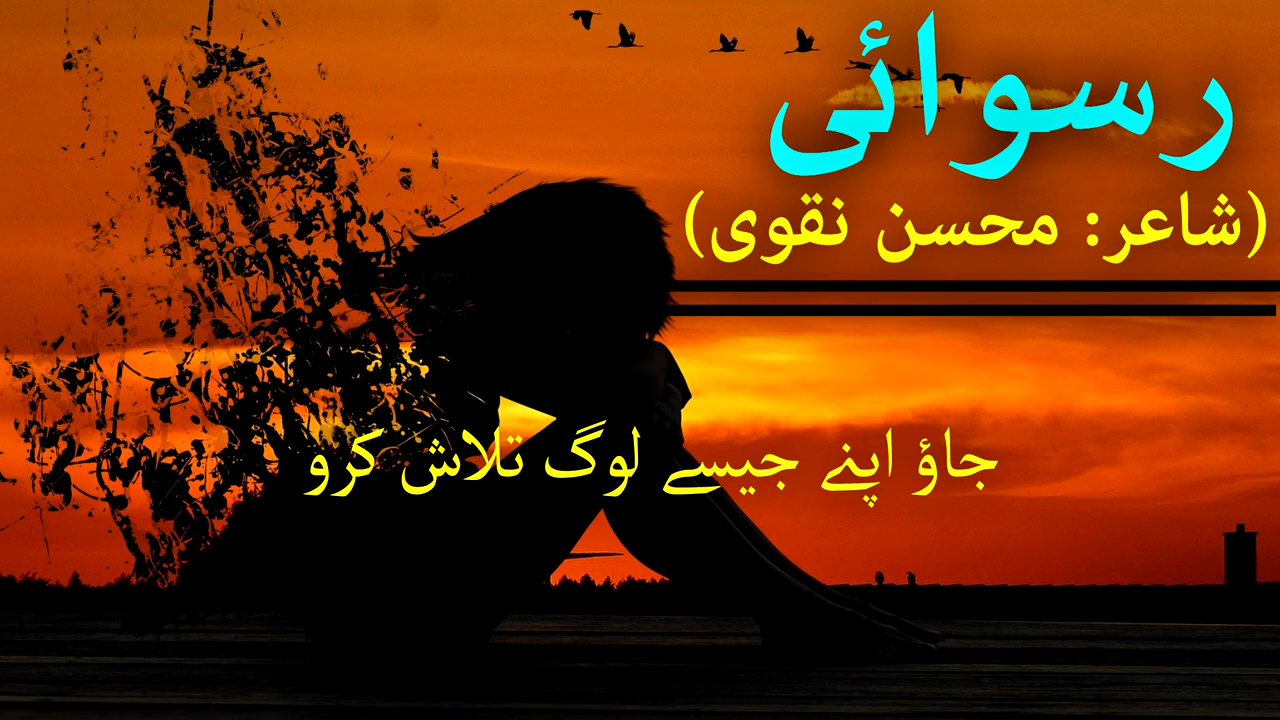 رسوائی
(شاعر: محسن نقوی)
جاؤ اپنے جیسے لوگ تلاش کرو